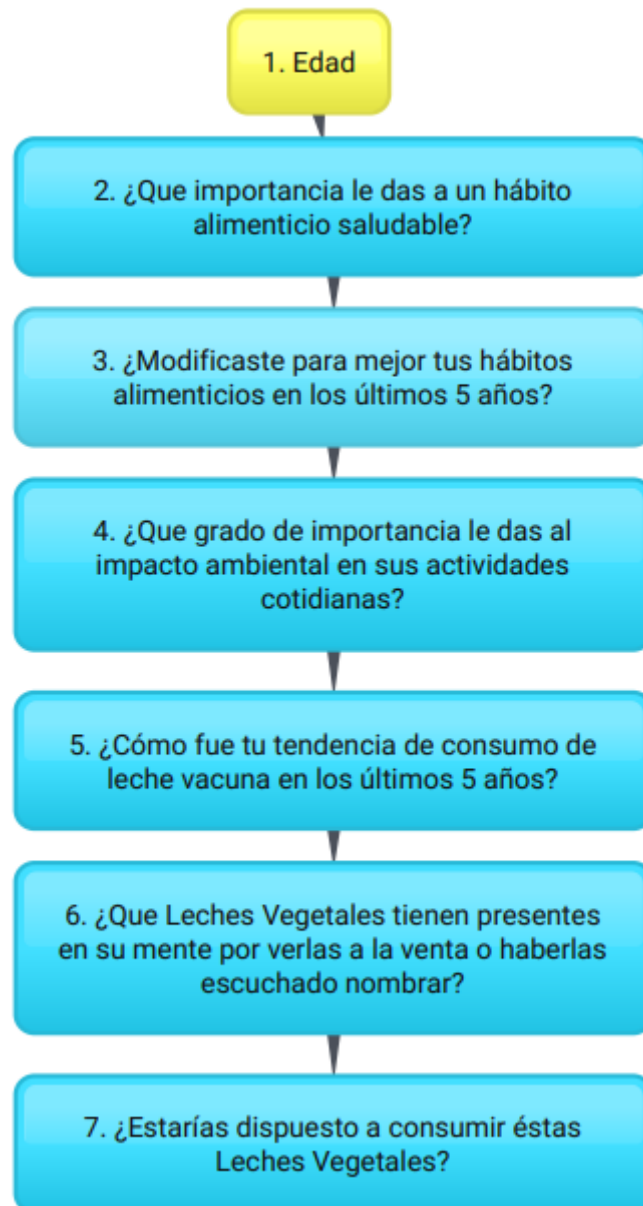 1. Edad
2. ¿Que importancia le das a un hábito
alimenticio saludable?
3. ¿Modificaste para mejor tus hábitos
alimenticios en los últimos 5 años?
4. ¿Que grado de importancia le das al
impacto ambiental en sus actividades
cotidianas?
5. ¿Cómo fue tu tendencia de consumo de
leche vacuna en los últimos 5 años?
6. ¿Que Leches Vegetales tienen presentes
en su mente por verlas a la venta o haberlas
escuchado nombrar?
7. ¿Estarías dispuesto a consumir éstas
Leches Vegetales?